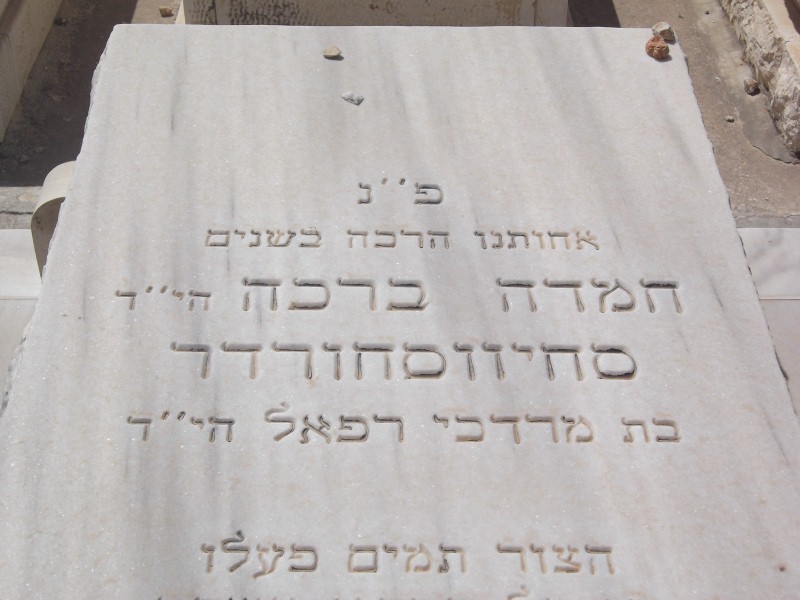 פ''נ
אחותנו הרכה בשנים
חמדה ברכה הי''ד
סחיווסחורדר
בת מרדכי רפאל הי''ד
הצור תמים פעלו